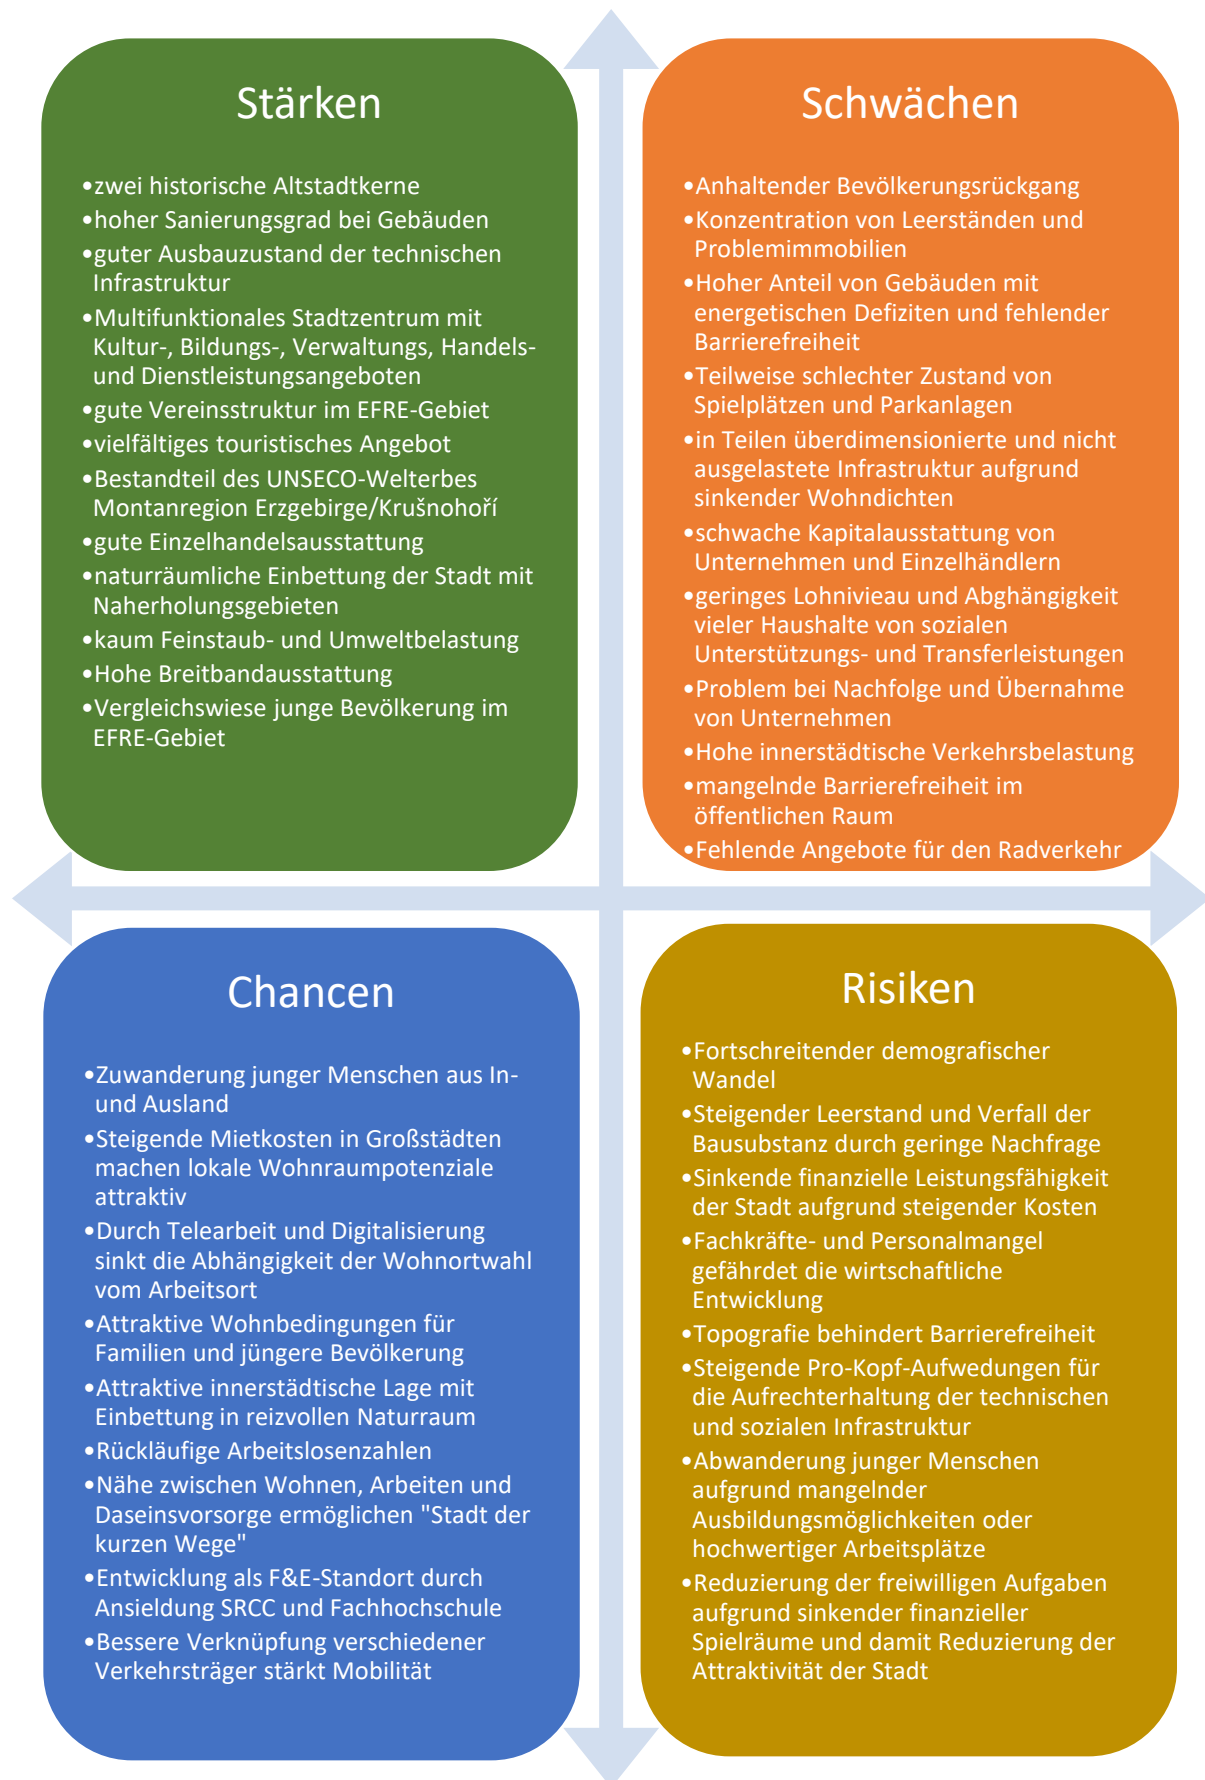 Stärken
•zwei historische Altstadtkerne
•hoher Sanierungsgrad bei Gebäuden
•guter Ausbauzustand der technischen
Infrastruktur
•Multifunktionales Stadtzentrum mit
Kultur-, Bildungs-, Verwaltungs, Handels-
und Dienstleistungsangeboten
•gute Vereinsstruktur im EFRE-Gebiet
•vielfältiges touristisches Angebot
•Bestandteil des UNSECO-Welterbes
Montanregion Erzgebirge/Krušnohoří
•gute Einzelhandelsausstattung
•naturräumliche Einbettung der Stadt mit
Naherholungsgebieten
•kaum Feinstaub- und Umweltbelastung
•Hohe Breitbandausstattung
•Vergleichswiese junge Bevölkerung im
EFRE-Gebiet
Schwächen
•Anhaltender Bevölkerungsrückgang
•Konzentration von Leerständen und
Problemimmobilien
•Hoher Anteil von Gebäuden mit
energetischen Defiziten und fehlender
Barrierefreiheit
•Teilweise schlechter Zustand von
Spielplätzen und Parkanlagen
•in Teilen überdimensionierte und nicht
ausgelastete Infrastruktur aufgrund
sinkender Wohndichten
•schwache Kapitalausstattung von
Unternehmen und Einzelhändlern
•geringes Lohnivieau und Abghängigkeit
vieler Haushalte von sozialen
Unterstützungs- und Transferleistungen
•Problem bei Nachfolge und Übernahme
von Unternehmen
•Hohe innerstädtische Verkehrsbelastung
•mangelnde Barrierefreiheit im
öffentlichen Raum
•Fehlende Angebote für den Radverkehr
Chancen
•Zuwanderung junger Menschen aus In-
und Ausland
•Steigende Mietkosten in Großstädten
machen lokale Wohnraumpotenziale
attraktiv
•Durch Telearbeit und Digitalisierung
sinkt die Abhängigkeit der Wohnortwahl
vom Arbeitsort
•Attraktive Wohnbedingungen für
Familien und jüngere Bevölkerung
•Attraktive innerstädtische Lage mit
Einbettung in reizvollen Naturraum
•Rückläufige Arbeitslosenzahlen
•Nähe zwischen Wohnen, Arbeiten und
Daseinsvorsorge ermöglichen "Stadt der
kurzen Wege"
•Entwicklung als F&E-Standort durch
Ansieldung SRCC und Fachhochschule
•Bessere Verknüpfung verschiedener
Verkehrsträger stärkt Mobilität
Risiken
•Fortschreitender demografischer
Wandel
•Steigender Leerstand und Verfall der
Bausubstanz durch geringe Nachfrage
•Sinkende finanzielle Leistungsfähigkeit
der Stadt aufgrund steigender Kosten
•Fachkräfte- und Personalmangel
gefährdet die wirtschaftliche
Entwicklung
•Topografie behindert Barrierefreiheit
•Steigende Pro-Kopf-Aufwedungen für
die Aufrechterhaltung der technischen
und sozialen Infrastruktur
•Abwanderung junger Menschen
aufgrund mangelnder
Ausbildungsmöglichkeiten oder
hochwertiger Arbeitsplätze
•Reduzierung der freiwilligen Aufgaben
aufgrund sinkender finanzieller
Spielräume und damit Reduzierung der
Attraktivität der Stadt